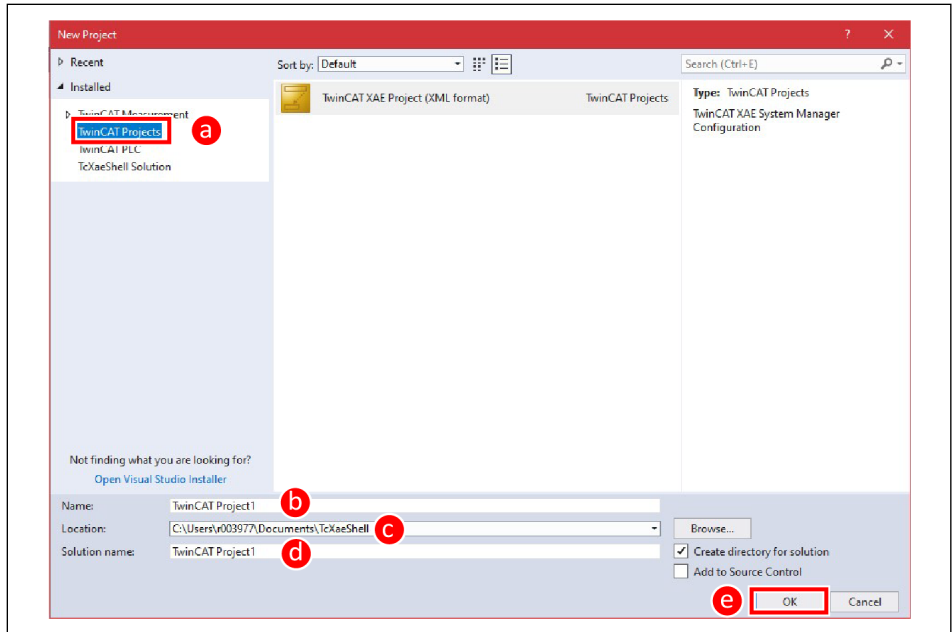 New Project
? ×
Recent
Sort by: Default
Search (Ctrl+E)
Installed
TwinCAT Measurement
TwinCAT Projects
a
TwinCAT PLC
TcXaeShell Solution
TwinCAT XAE Project (XML format) TwinCAT Projects
Type: TwinCAT Projects
TwinCAT XAE System Manager
Configuration
Not finding what you are looking for?
Open Visual Studio Installer
Name: TwinCAT Project1 b
Location: C:\Users\r003977\Documents\TcXaeShell c Browse...
Solution name: TwinCAT Project1 d
Create directory for solution
Add to Source Control
e OK Cancel